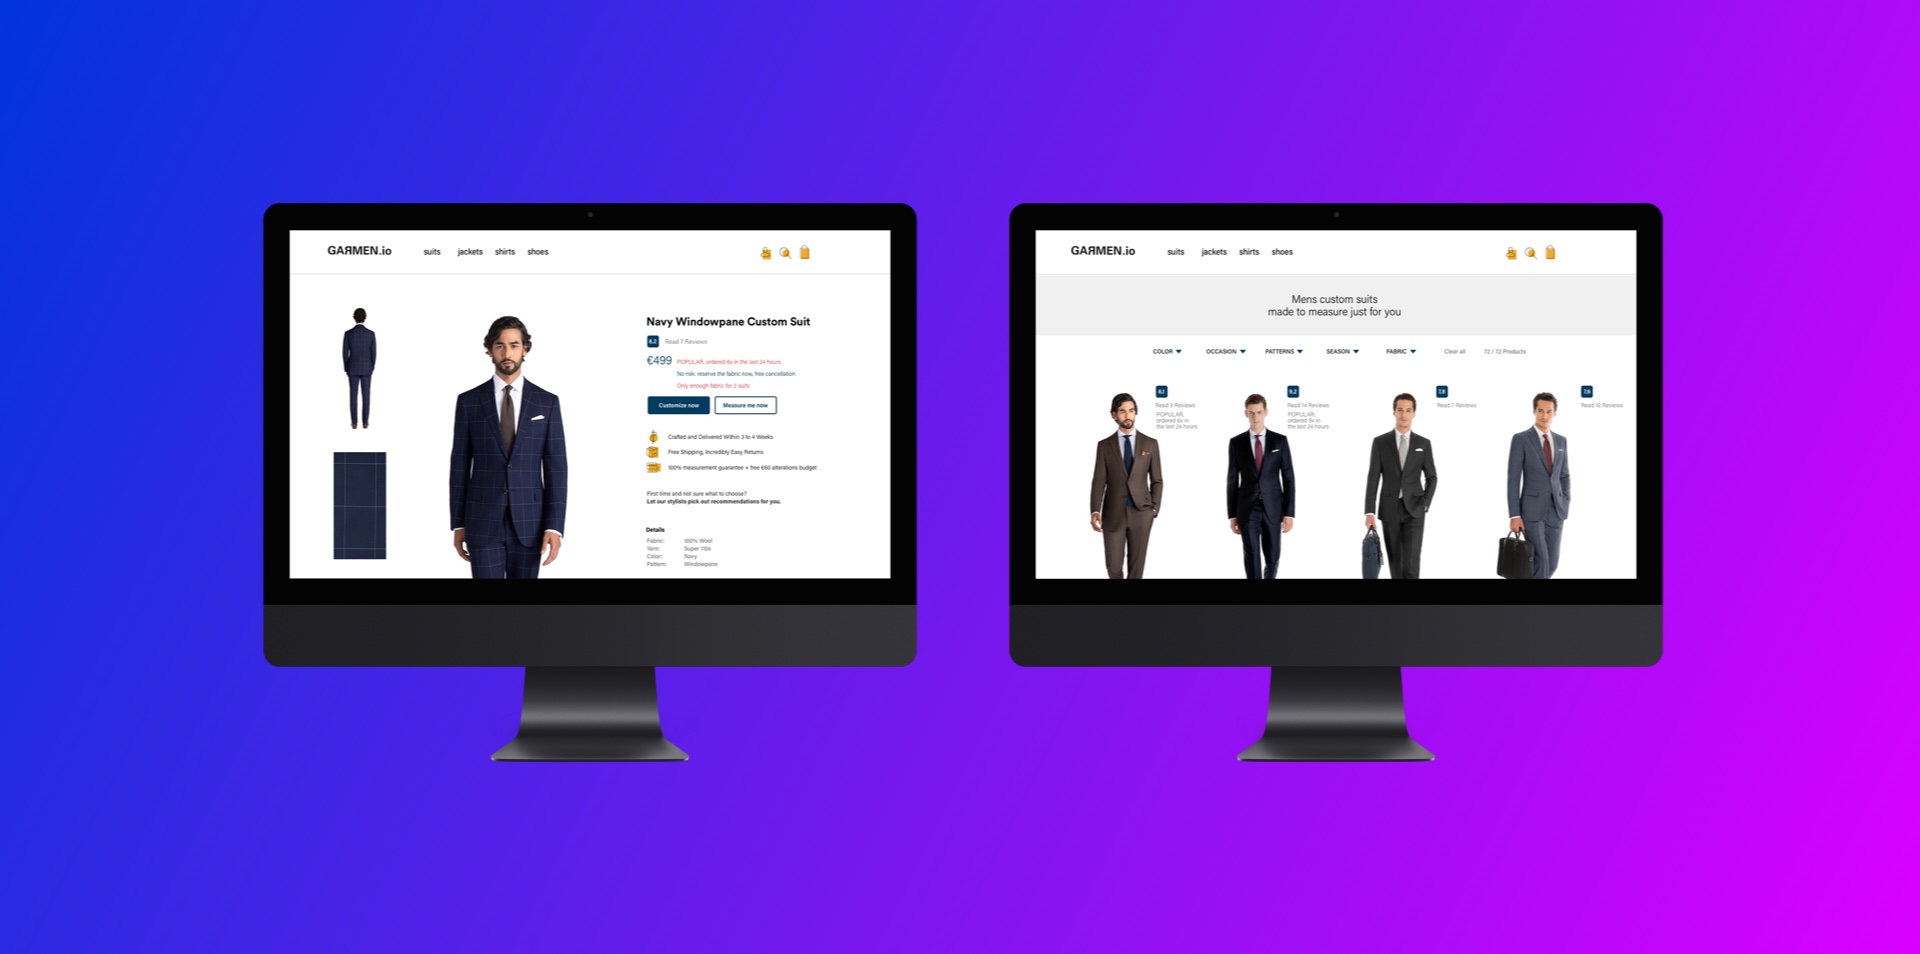 GAЯMEN.io
suits jackets shirts shoes
Navy Windowpane Custom Suit
8.2 Read 7 Reviews
€499 POPULAR, ordered 6x in the last 24 hours
No risk: reserve the fabric now, free cancellation
Only enough fabric for 2 suits
Customize now Measure me now
Crafted and Delivered Within 3 to 4 Weeks
Free Shipping, Incredibly Easy Returns
100% measurement guarantee + free €60 alterations budget
First time and not sure what to choose?
Let our stylists pick out recommendations for you.
Details
Fabric: 100% Wool
Yarn: Super 110s
Color: Navy
Pattern: Windowpane
GAЯMEN.io
suits jackets shirts shoes
Mens custom suits
made to measure just for you
COLOR OCCASION PATTERNS SEASON FABRIC Clear all 72 / 72 Products
Read 9 Reviews
POPULAR,
ordered 6x in
the last 24 hours
9.2
Read 14 Reviews
POPULAR,
ordered 6x in
the last 24 hours
7.8
Read 7 Reviews
7.8
Read 10 Reviews